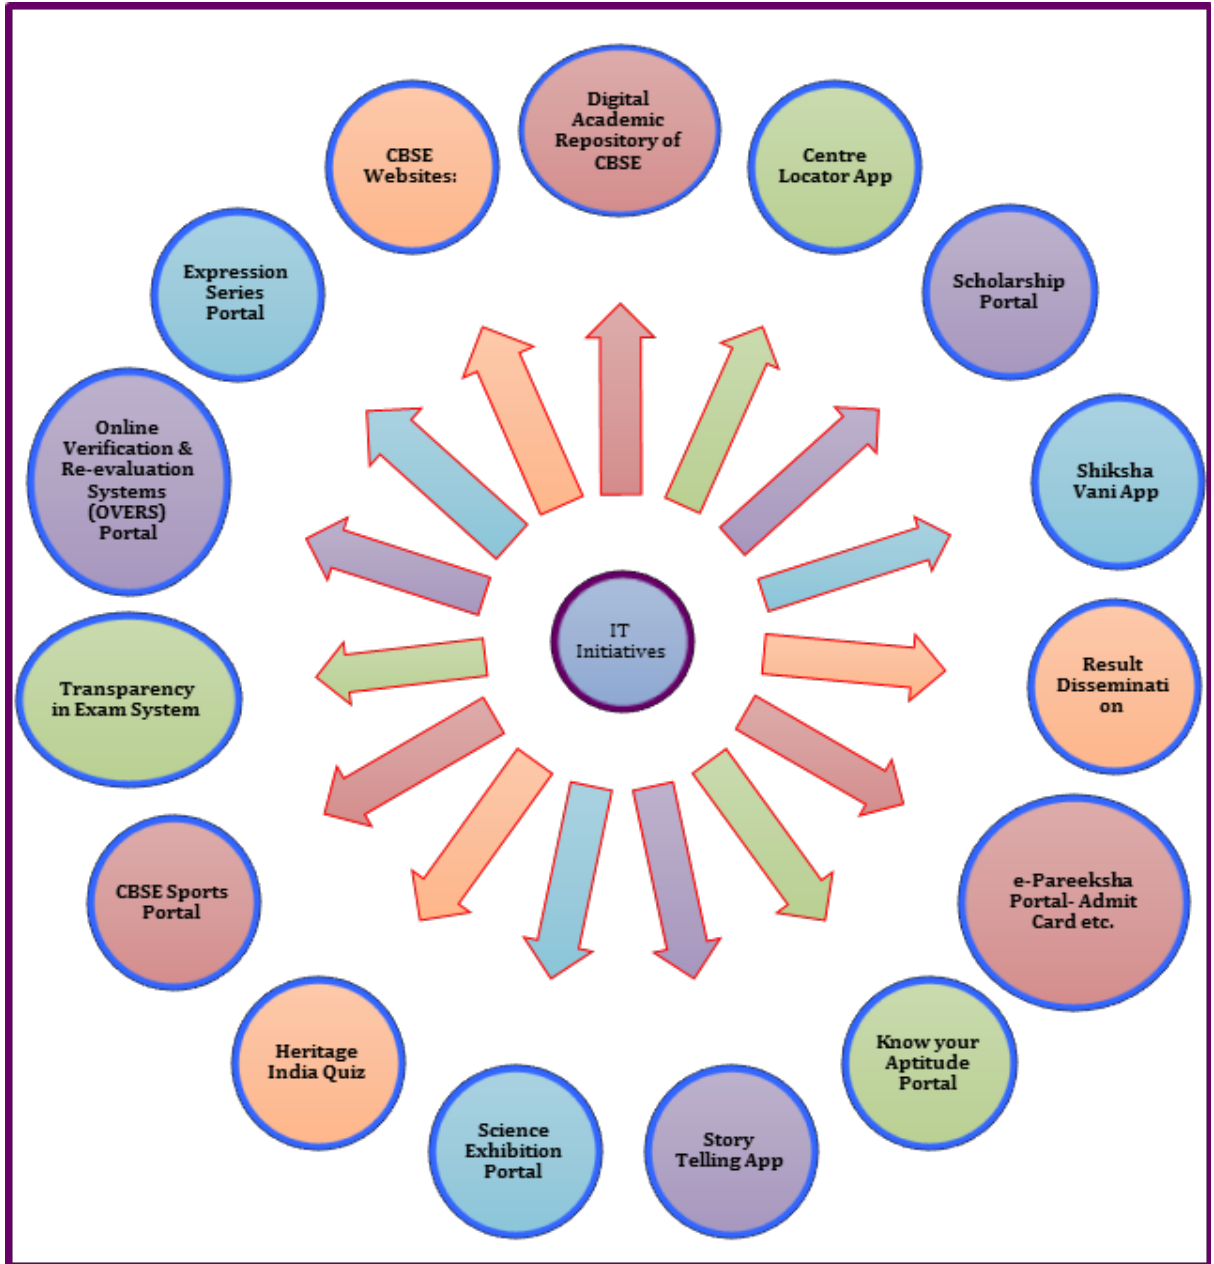 Digital
Academic
Repository of
CBSE
Centre
Locator App
Scholarship
Portal
Shiksha
Vani App
Result
Disseminati
on
e-Pareeksha
Portal- Admit
Card etc.
Know your
Aptitude
Portal
Story
Telling App
Science
Exhibition
Portal
Heritage
India Quiz
CBSE Sports
Portal
Transparency
in Exam System
Online
Verification &
Re-evaluation
Systems
(OVERS)
Portal
Expression
Series
Portal
CBSE
Websites:
IT
Initiatives